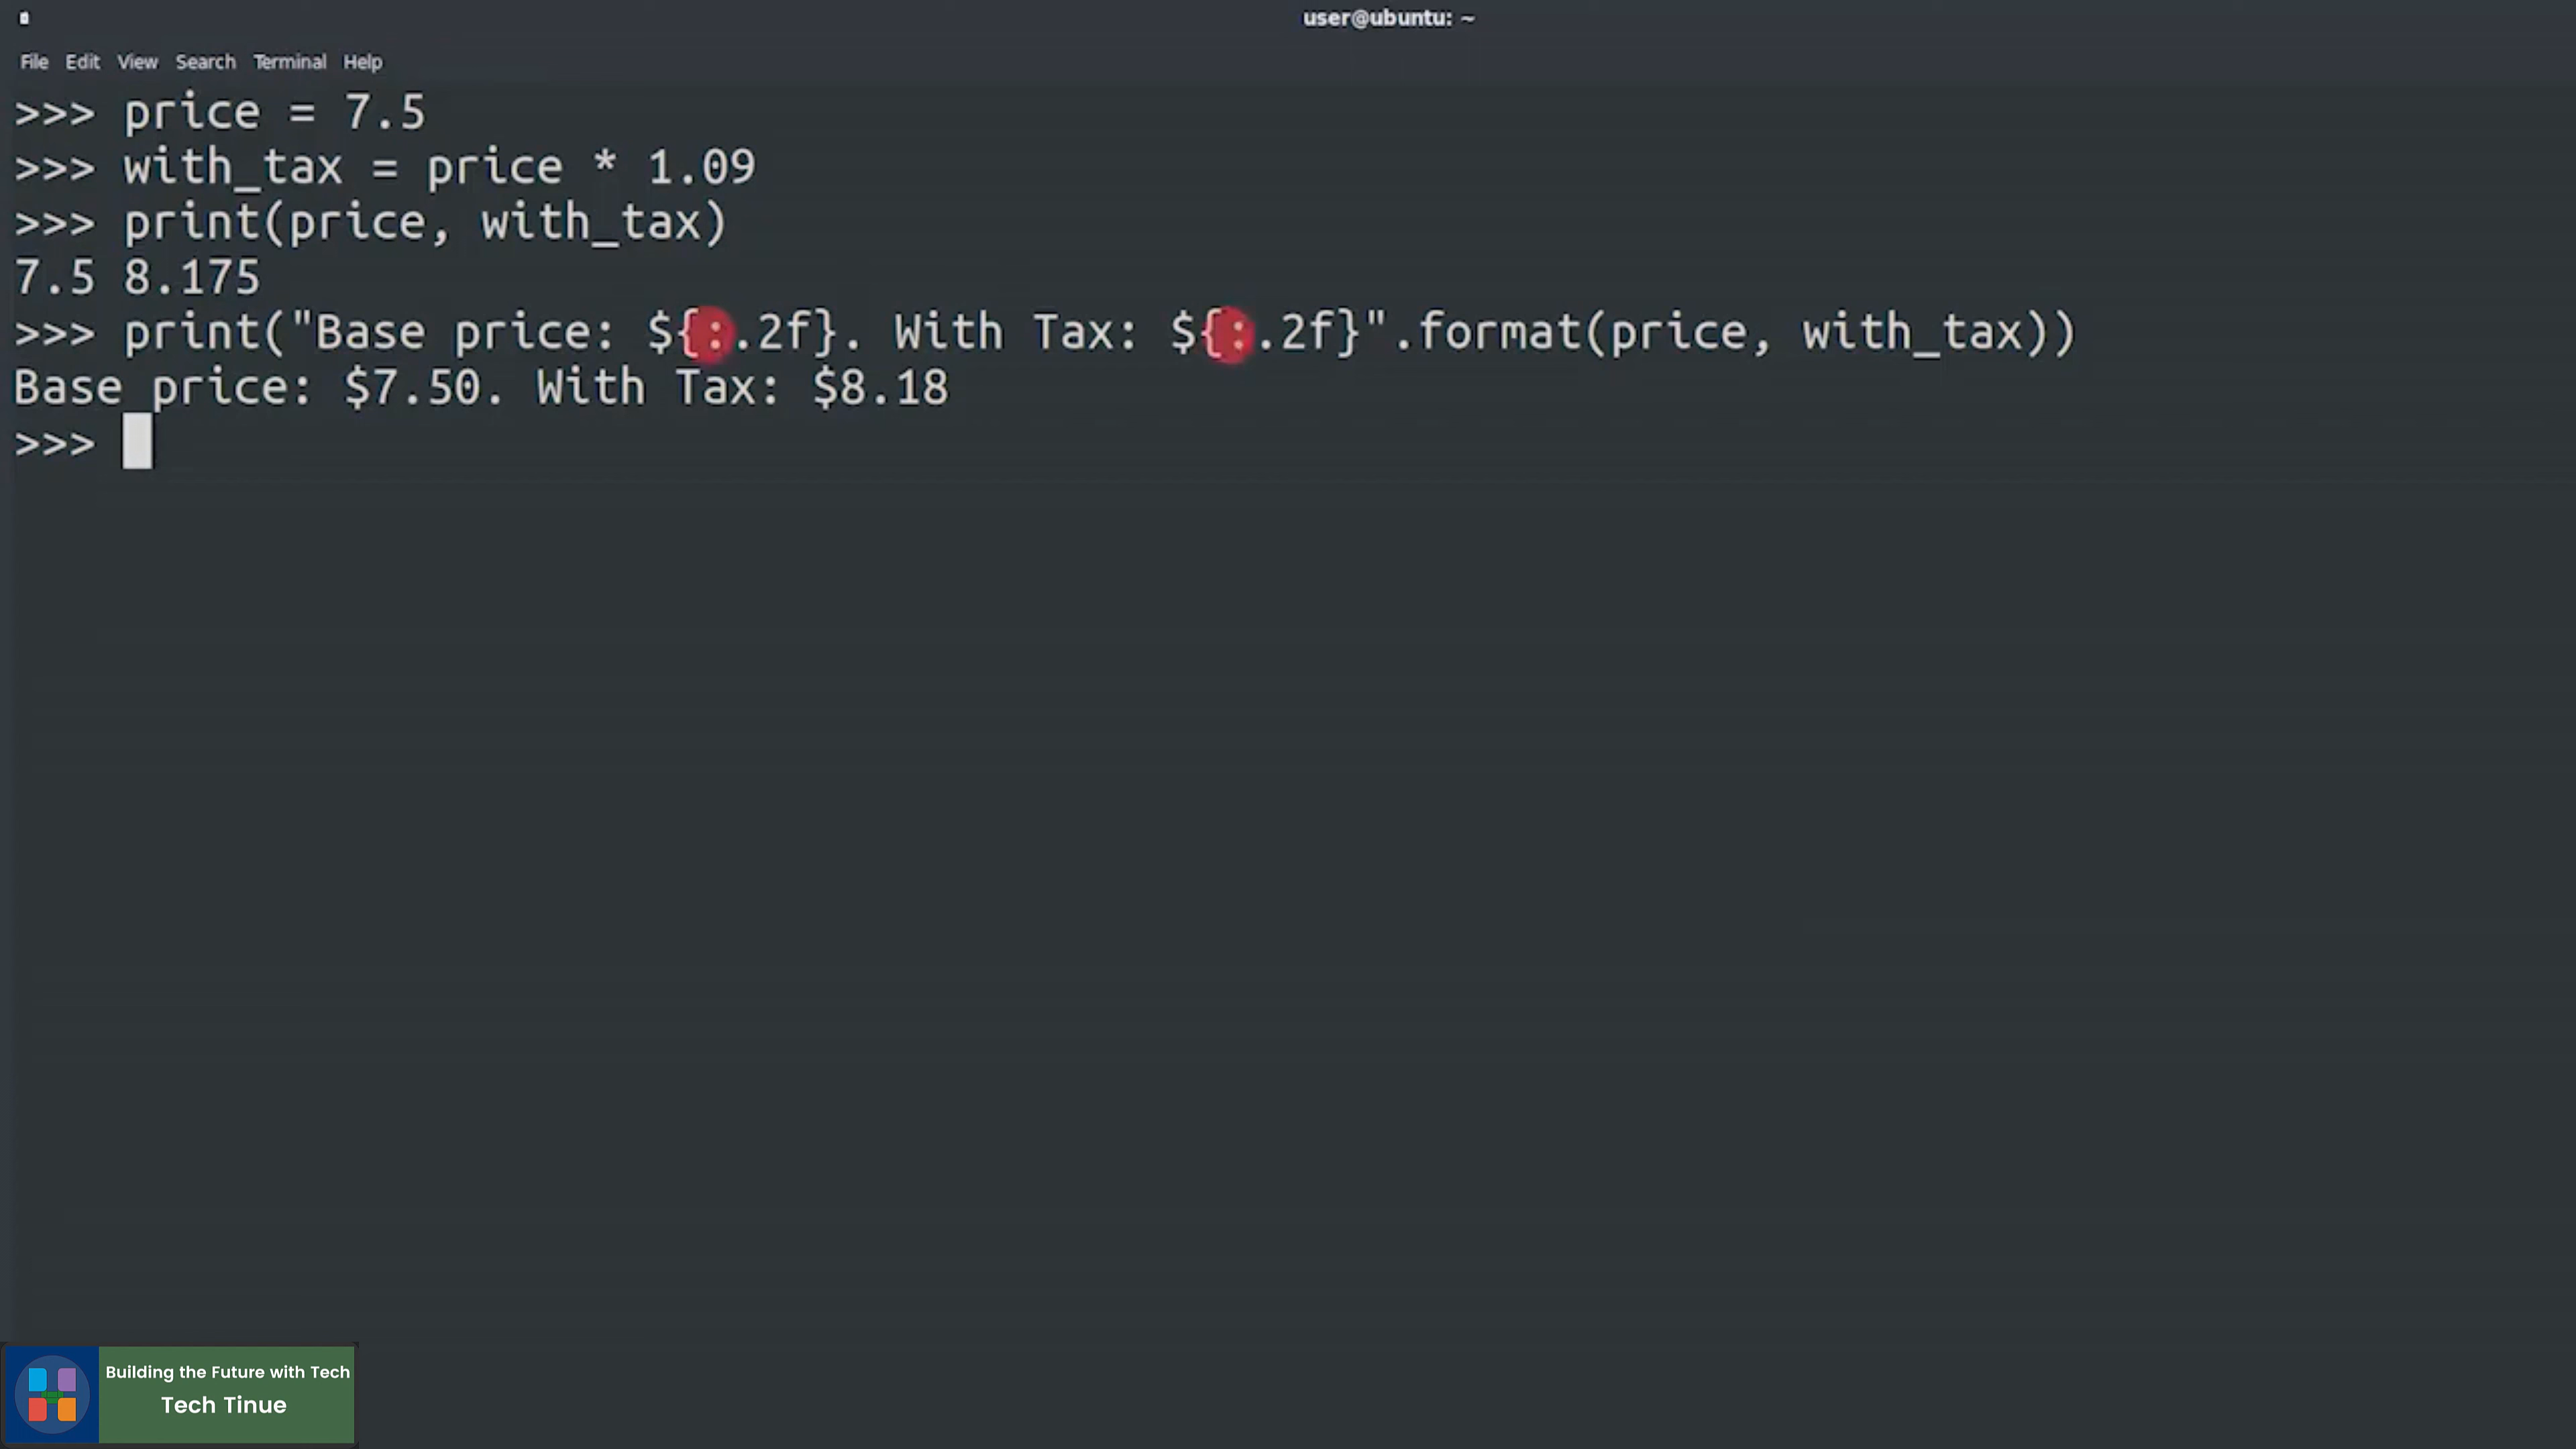 user@ubuntu: ~
File Edit View Search Terminal Help
>>> price = 7.5
>>> with_tax = price * 1.09
>>> print(price, with_tax)
7.5 8.175
>>> print("Base price: ${:.2f}. With Tax: ${:.2f}".format(price, with_tax))
Base price: $7.50. With Tax: $8.18
>>>
Building the Future with Tech
Tech Tinue